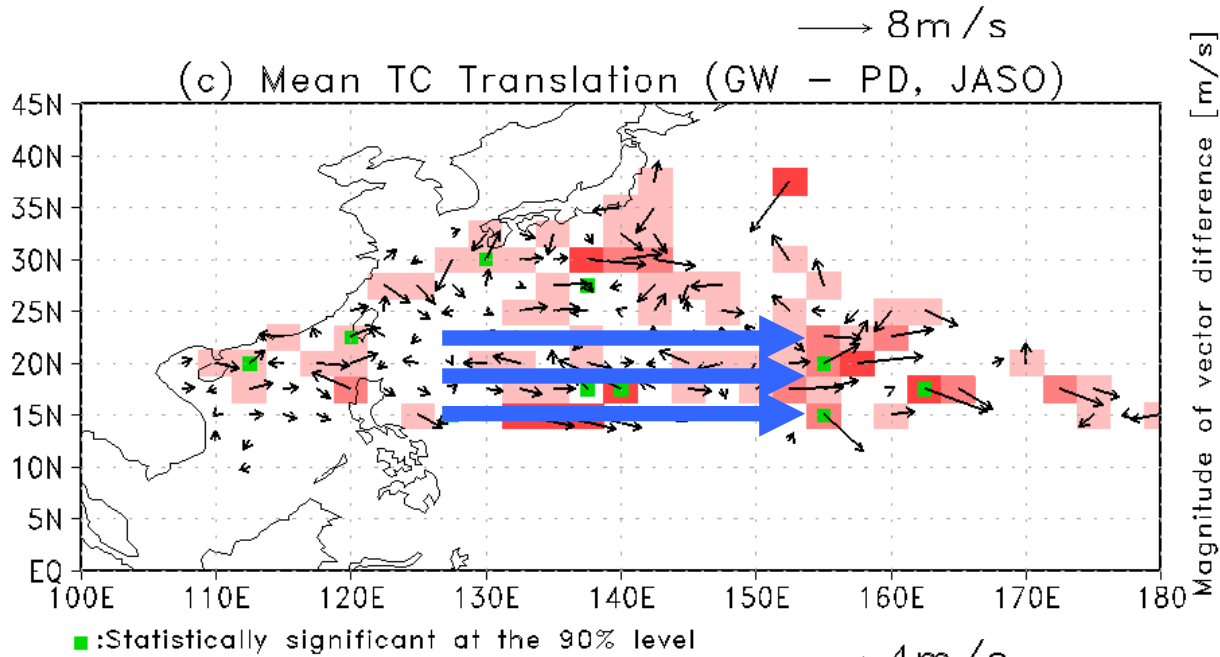 8m/s
(c) Mean TC Translation (GW – PD, JASO)
45N
40N
35N
30N
25N
20N
15N
10N
5N
EQ
100E 110E 120E 130E 140E 150E 160E 170E 180
:Statistically significant at the 90% level
Magnitude of vector difference [m/s]
4m/s